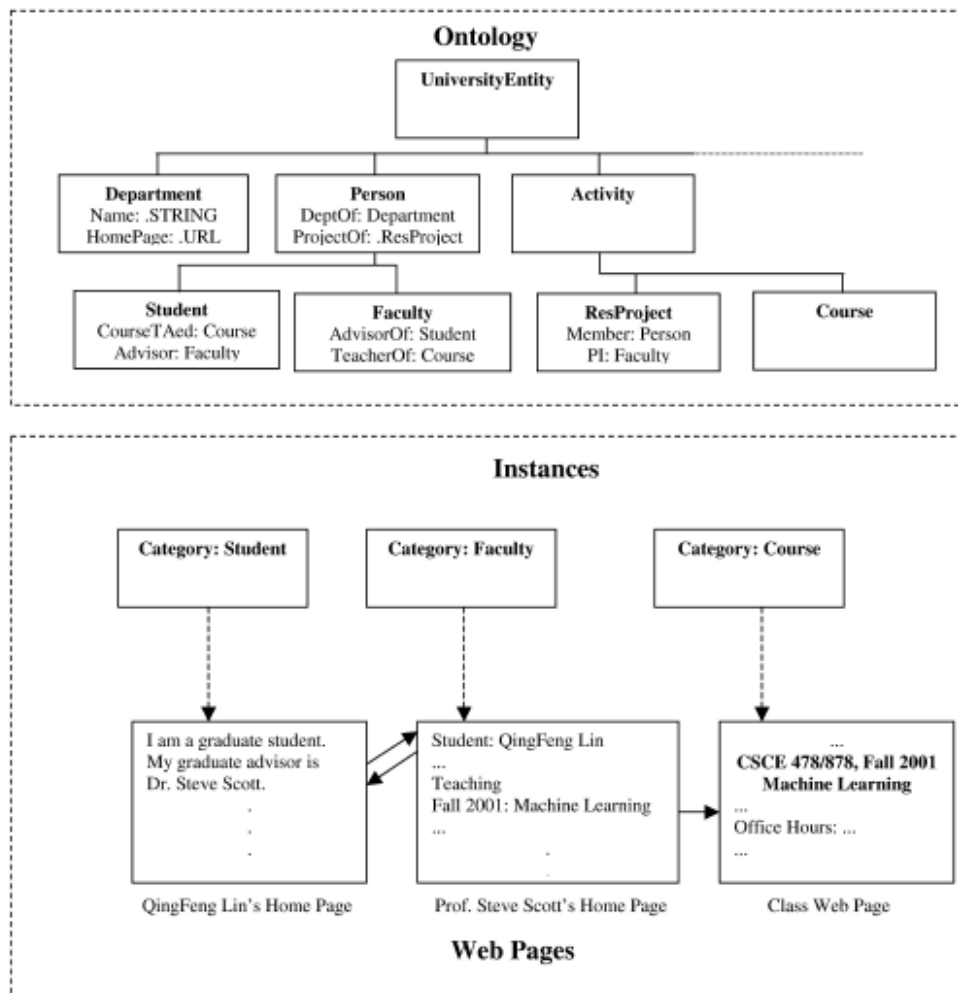 Ontology
UniversityEntity
Department
Name: .STRING
HomePage: .URL
Person
DeptOf: Department
ProjectOf: .ResProject
Activity
Student
CourseTAed: Course
Advisor: Faculty
Faculty
AdvisorOf: Student
TeacherOf: Course
ResProject
Member: Person
PI: Faculty
Course
Instances
Category: Student
Category: Faculty
Category: Course
I am a graduate student.
My graduate advisor is
Dr. Steve Scott.
.
.
.
Student: QingFeng Lin
...
Teaching
Fall 2001: Machine Learning
...
.
.
...
CSCE 478/878, Fall 2001
Machine Learning
...
Office Hours: ...
...
QingFeng Lin's Home Page
Prof. Steve Scott's Home Page
Class Web Page
Web Pages